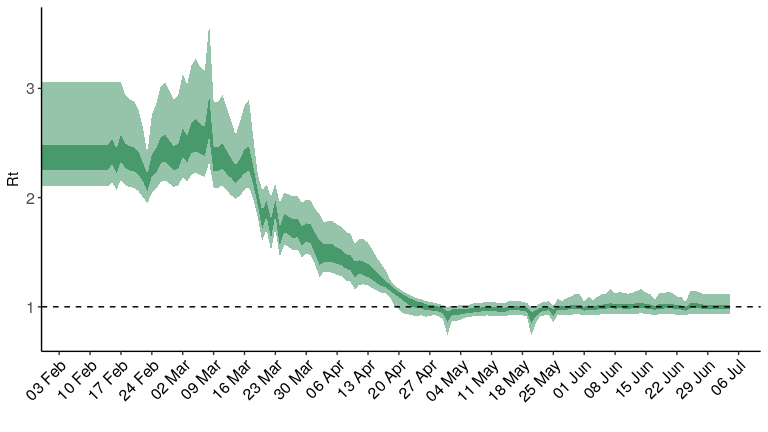 Rt
3
2
1
03 Feb
10 Feb
17 Feb
24 Feb
02 Mar
09 Mar
16 Mar
23 Mar
30 Mar
06 Apr
13 Apr
20 Apr
27 Apr
04 May
11 May
18 May
25 May
01 Jun
08 Jun
15 Jun
22 Jun
29 Jun
06 Jul